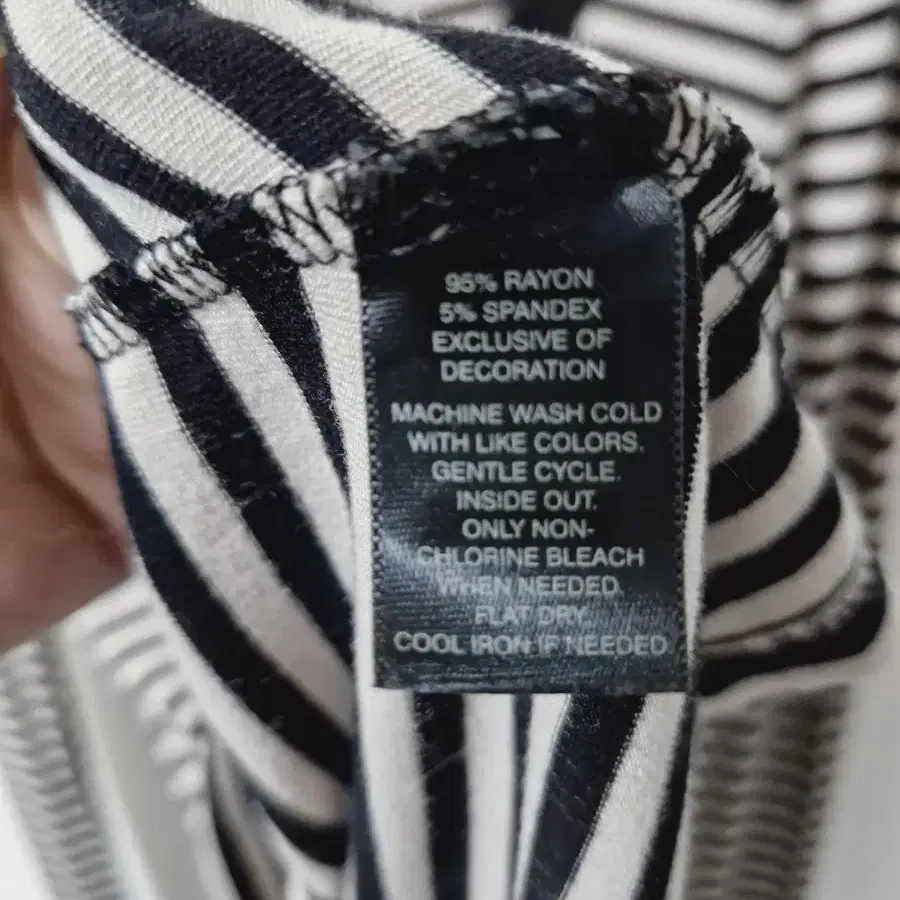 95% RAYON
5% SPANDEX
EXCLUSIVE OF
DECORATION
MACHINE WASH COLD
WITH LIKE COLORS.
GENTLE CYCLE.
INSIDE OUT.
ONLY NON-
CHLORINE BLEACH
WHEN NEEDED.
FLAT DRY.
COOL IRON IF NEEDED.